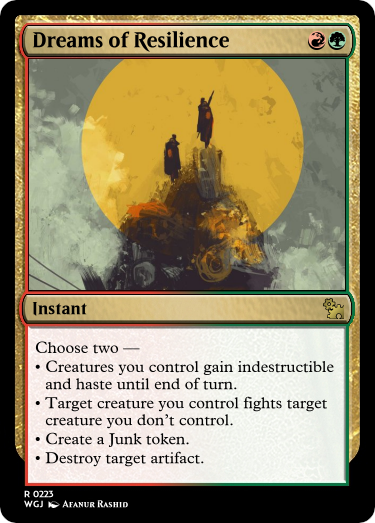 Dreams of Resilience
Instant
Choose two —
• Creatures you control gain indestructible
and haste until end of turn.
• Target creature you control fights target
creature you don't control.
• Create a Junk token.
• Destroy target artifact.
R 0223
WGJ Afanur Rashid